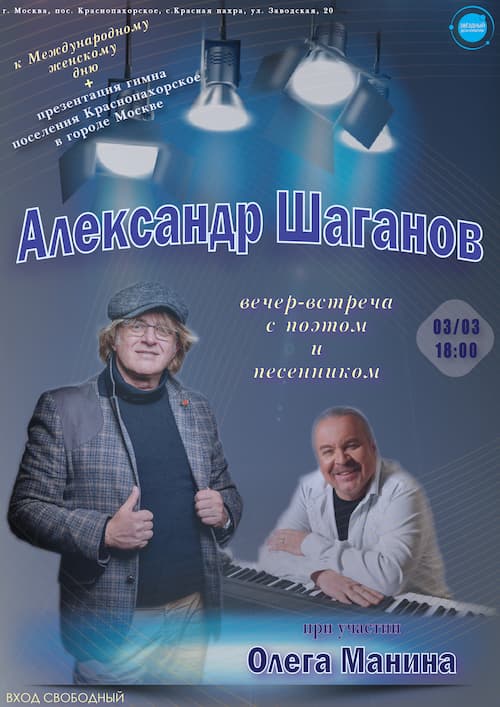 г. Москва, пос. Краснопахорское, с.Красная пахра, ул. Заводская, 20
ЗВЁЗДНЫЙ
к Международному
женскому
дню
+
презентация гимна
поселения Краснопахорское
в городе Москве
Александр Шаганов
вечер-встреча
с поэтом
и
песенником
03/03
18:00
при участии
Олега Манина
ВХОД СВОБОДНЫЙ